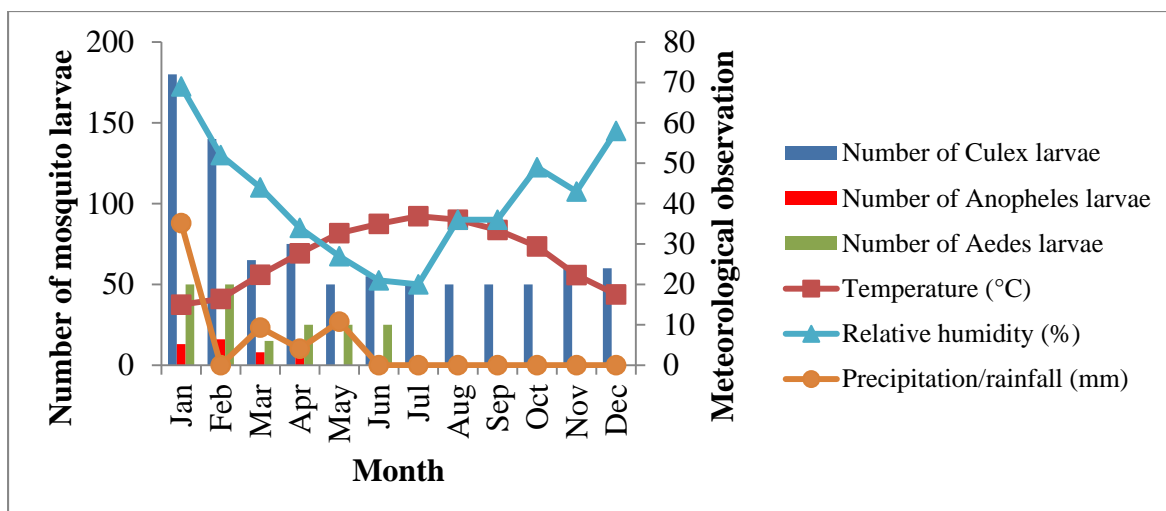 Number of mosquito larvae
200
150
100
50
0
80
70
60
50
40
30
20
10
0
Meteorological observation
Jan
Feb
Mar
Apr
May
Jun
Jul
Aug
Sep
Oct
Nov
Dec
Month
Number of Culex larvae
Number of Anopheles larvae
Number of Aedes larvae
Temperature (°C)
Relative humidity (%)
Precipitation/rainfall (mm)